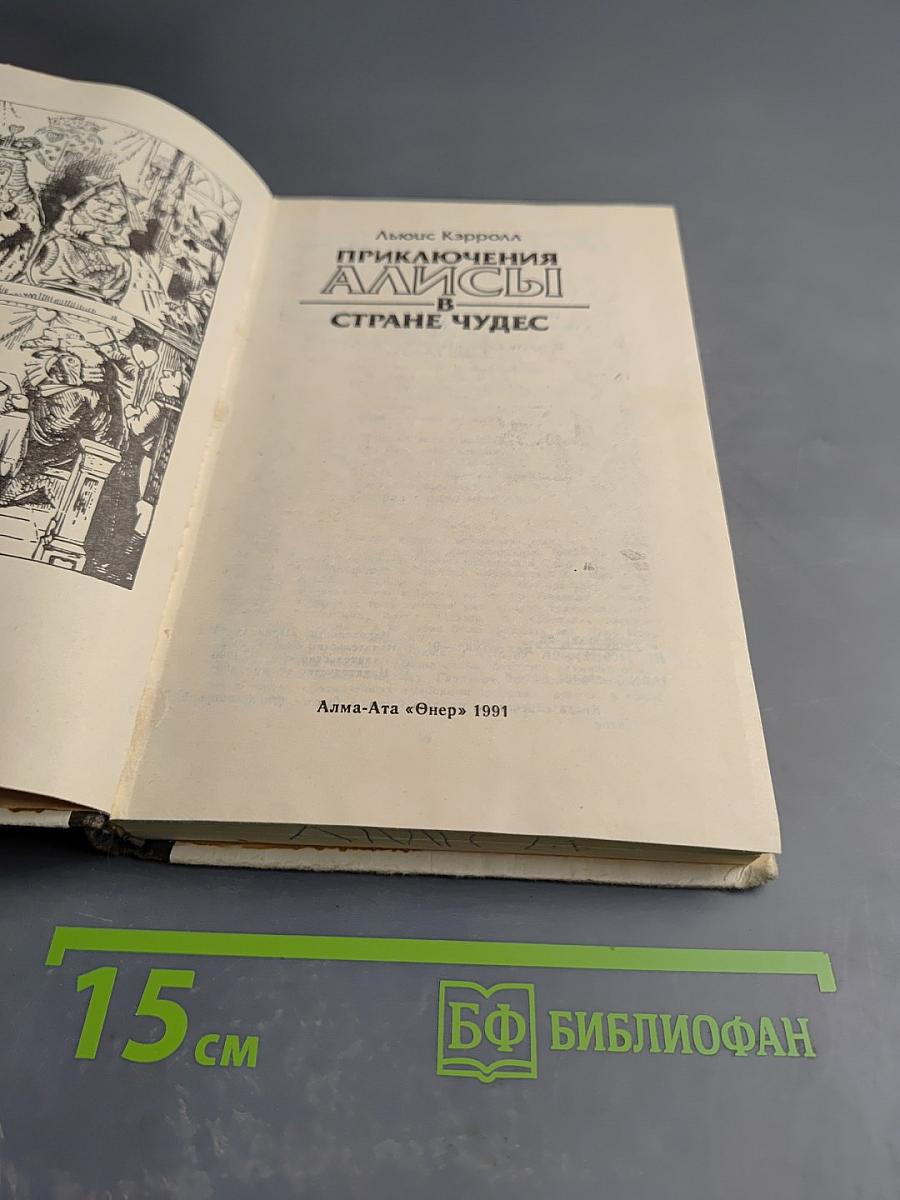 Льюис Кэрролл
ПРИКЛЮЧЕНИЯ
АЛИСЫ
В
СТРАНЕ ЧУДЕС
Алма-Ата «Өнер» 1991
15 см
БФ БИБЛИОФАН